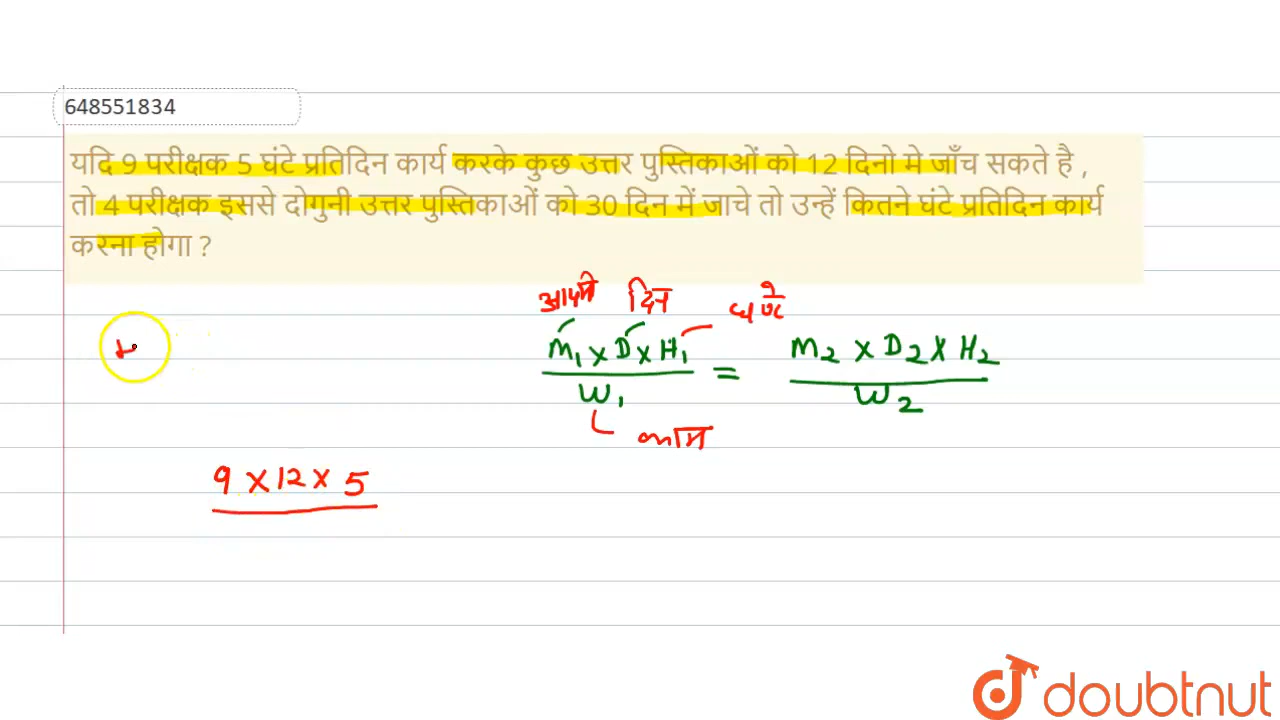 648551834
यदि 9 परीक्षक 5 घंटे प्रतिदिन कार्य करके कुछ उत्तर पुस्तिकाओं को 12 दिनो मे जाँच सकते है ,
तो 4 परीक्षक इससे दोगुनी उत्तर पुस्तिकाओं को 30 दिन में जाचे तो उन्हें कितने घंटे प्रतिदिन कार्य
करना होगा ?
आदमी दिन
M1 x D x H1 = M2 x D2 x H2
W1 W2
काम
9 x 12 x 5
doubtnut